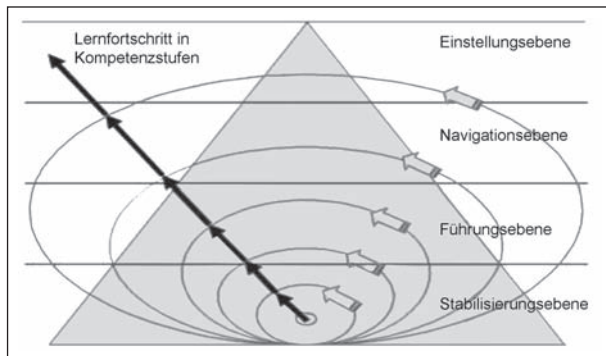 Lernfortschritt in
Kompetenzstufen
Einstellungsebene
Navigationsebene
Führungsebene
Stabilisierungsebene